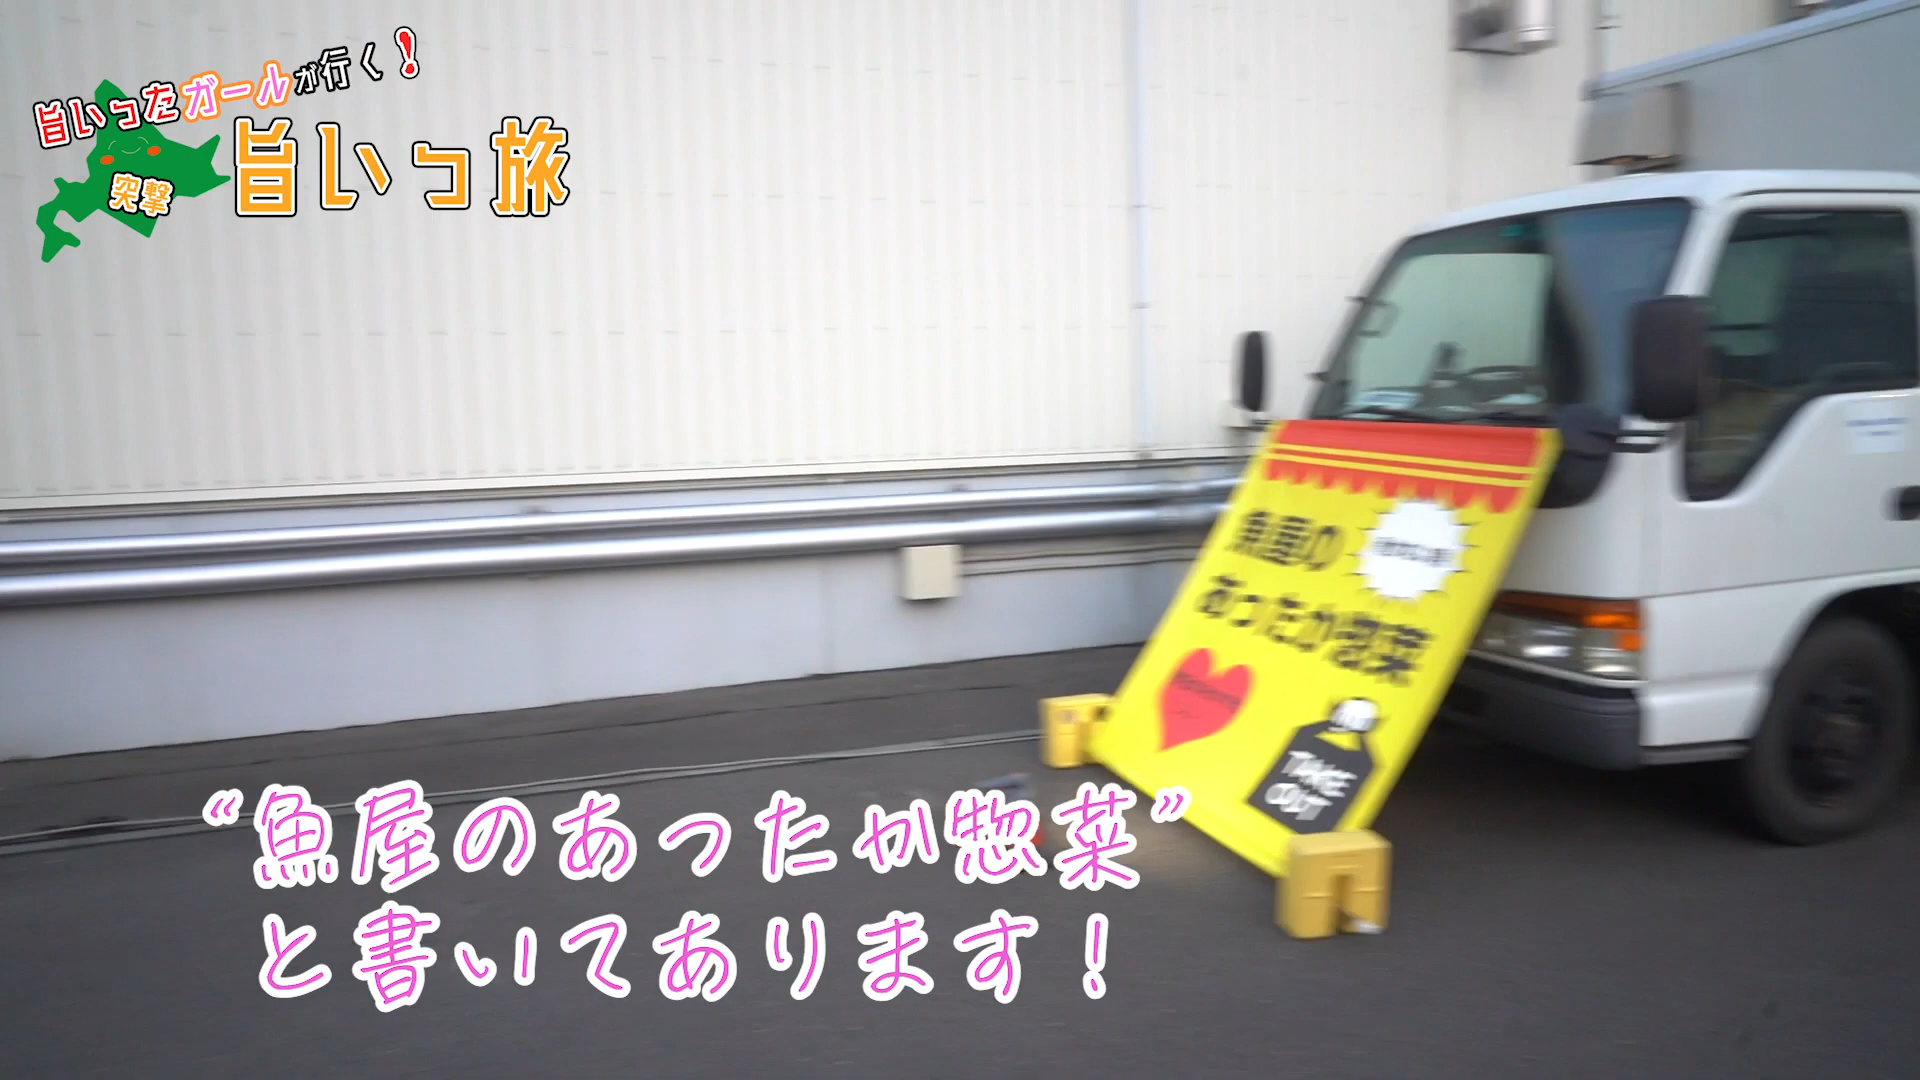 旨いったガールが行く!
突撃
旨いっ旅
魚屋の
あったか惣菜
TAKE
OUT
“魚屋のあったか惣菜”
と書いてあります!